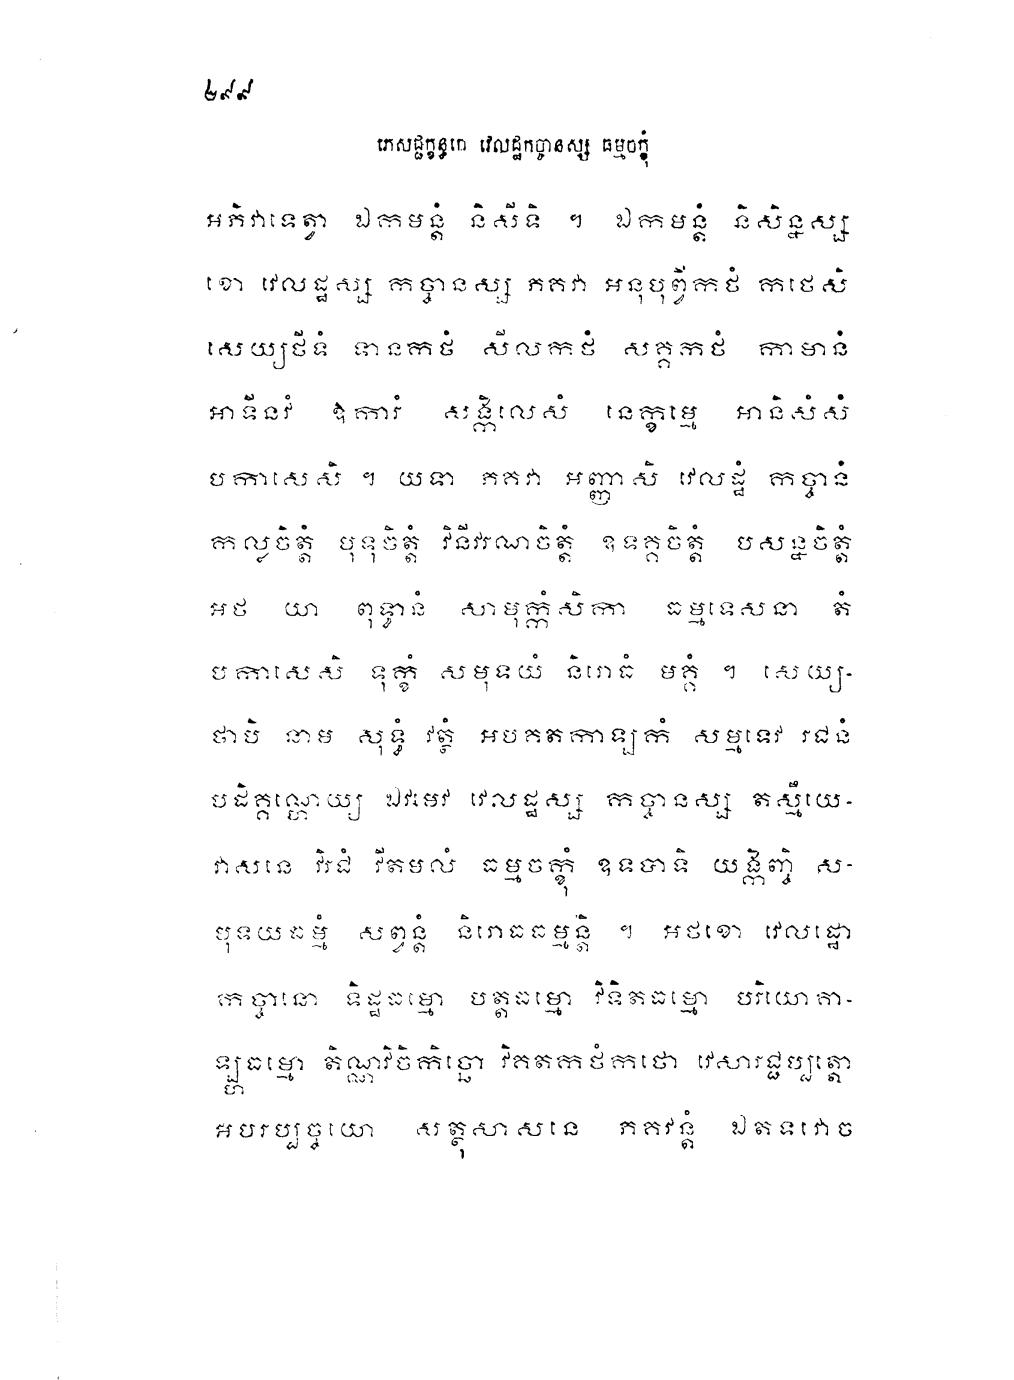 ២៩៩
ភេសជ្ជក្ខន្ធកេ វេលដ្ឋកច្ចានស្ស ធម្មចក្ខុំ
អភិវាទេត្វា ឯកមន្តំ និសីទិ ។ ឯកមន្តំ និសិន្នស្ស
ខោ វេលដ្ឋស្ស កច្ចានស្ស ភគវា អនុបុព្វីកថំ កថេសិ
សេយ្យថីទំ ទានកថំ សីលកថំ សគ្គកថំ កាមានំ
អាទីនវំ ឱការំ សង្កិលេសំ នេក្ខម្មេ អានិសំសំ
បកាសេសិ ។ យទា ភគវា អញ្ញាសិ វេលដ្ឋំ កច្ចានំ
កល្លចិត្តំ មុទុចិត្តំ វិនីវរណចិត្តំ ឧទគ្គចិត្តំ បសន្នចិត្តំ
អថ យា ពុទ្ធានំ សាមុក្កំសិកា ធម្មទេសនា តំ
បកាសេសិ ទុក្ខំ សមុទយំ និរោធំ មគ្គំ ។ សេយ្យ-
ថាបិ នាម សុទ្ធំ វត្ថំ អបគតកាឡកំ សម្មទេវ រជនំ
បដិគ្គណ្ហេយ្យ ឯវមេវ វេលដ្ឋស្ស កច្ចានស្ស តស្មឹយេ-
វាសនេ វិរជំ វីតមលំ ធម្មចក្ខុំ ឧទបាទិ យង្កិញ្ចិ ស-
មុទយធម្មំ សព្វន្តំ និរោធធម្មន្តិ ។ អថខោ វេលដ្ឋោ
កច្ចានោ ទិដ្ឋធម្មោ បត្តធម្មោ វិទិតធម្មោ បរិយោគា-
ឡ្ហធម្មោ តិណ្ណវិចិកិច្ឆោ វិគតកថំកថោ វេសារជ្ជប្បត្តោ
អបរប្បច្ចយោ សត្ថុសាសនេ ភគវន្តំ ឯតទវោច